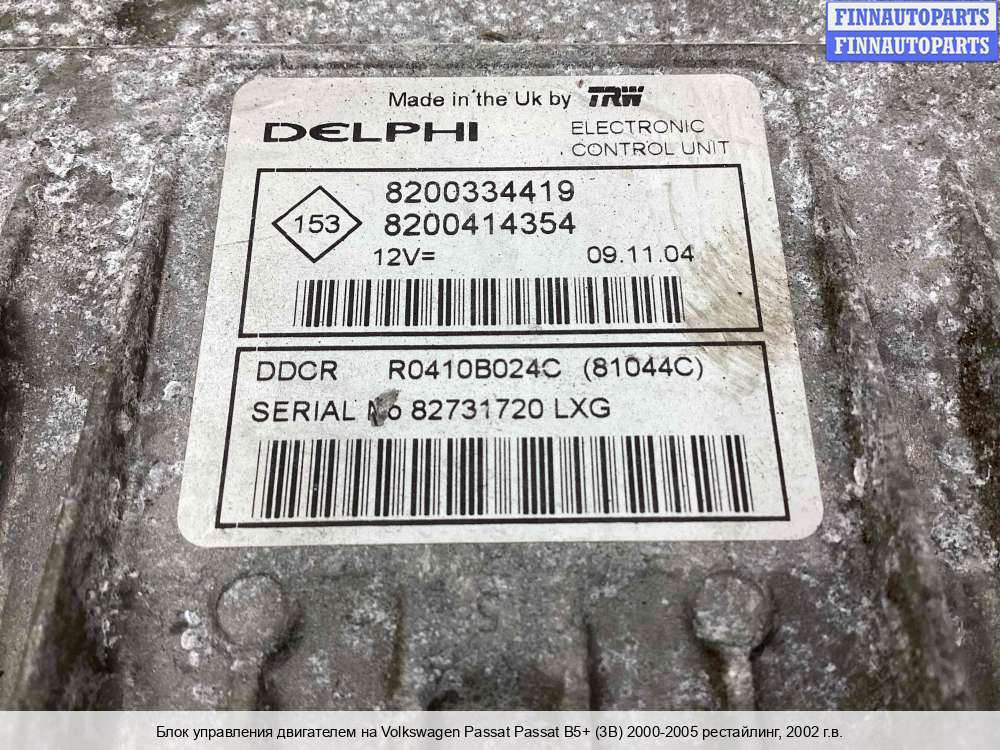 FINNAUTOPARTS
FINNAUTOPARTS
Made in the Uk by TRW
DELPHI ELECTRONIC
CONTROL UNIT
153
8200334419
8200414354
12V= 09.11.04
DDCR R0410B024C (81044C)
SERIAL No 82731720 LXG
Блок управления двигателем на Volkswagen Passat Passat B5+ (3B) 2000-2005 рестайлинг, 2002 г.в.